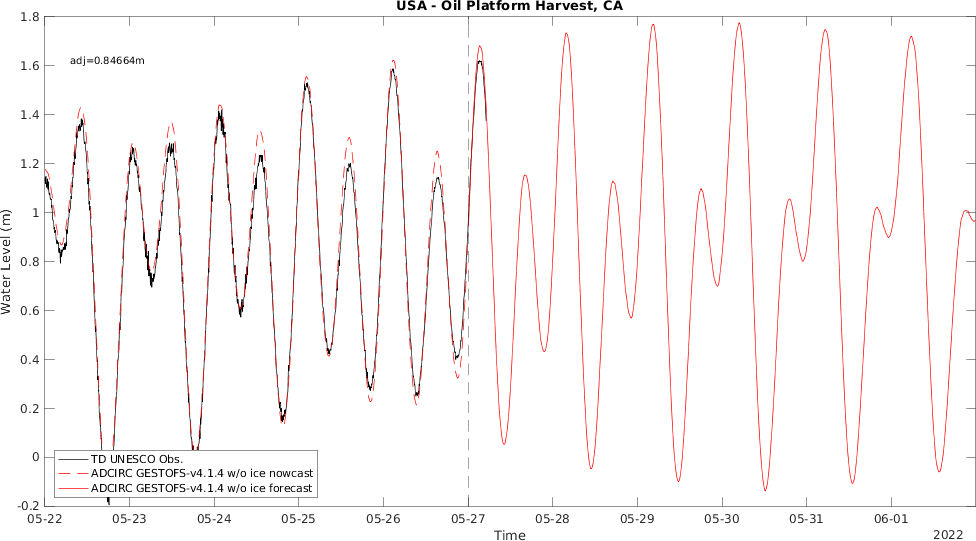 USA - Oil Platform Harvest, CA
adj=0.84664m
Water Level (m)
1.8
1.6
1.4
1.2
1
0.8
0.6
0.4
0.2
0
-0.2
TD UNESCO Obs.
ADCIRC GESTOFS-v4.1.4 w/o ice nowcast
ADCIRC GESTOFS-v4.1.4 w/o ice forecast
05-22 05-23 05-24 05-25 05-26 05-27 05-28 05-29 05-30 05-31 06-01
Time
2022